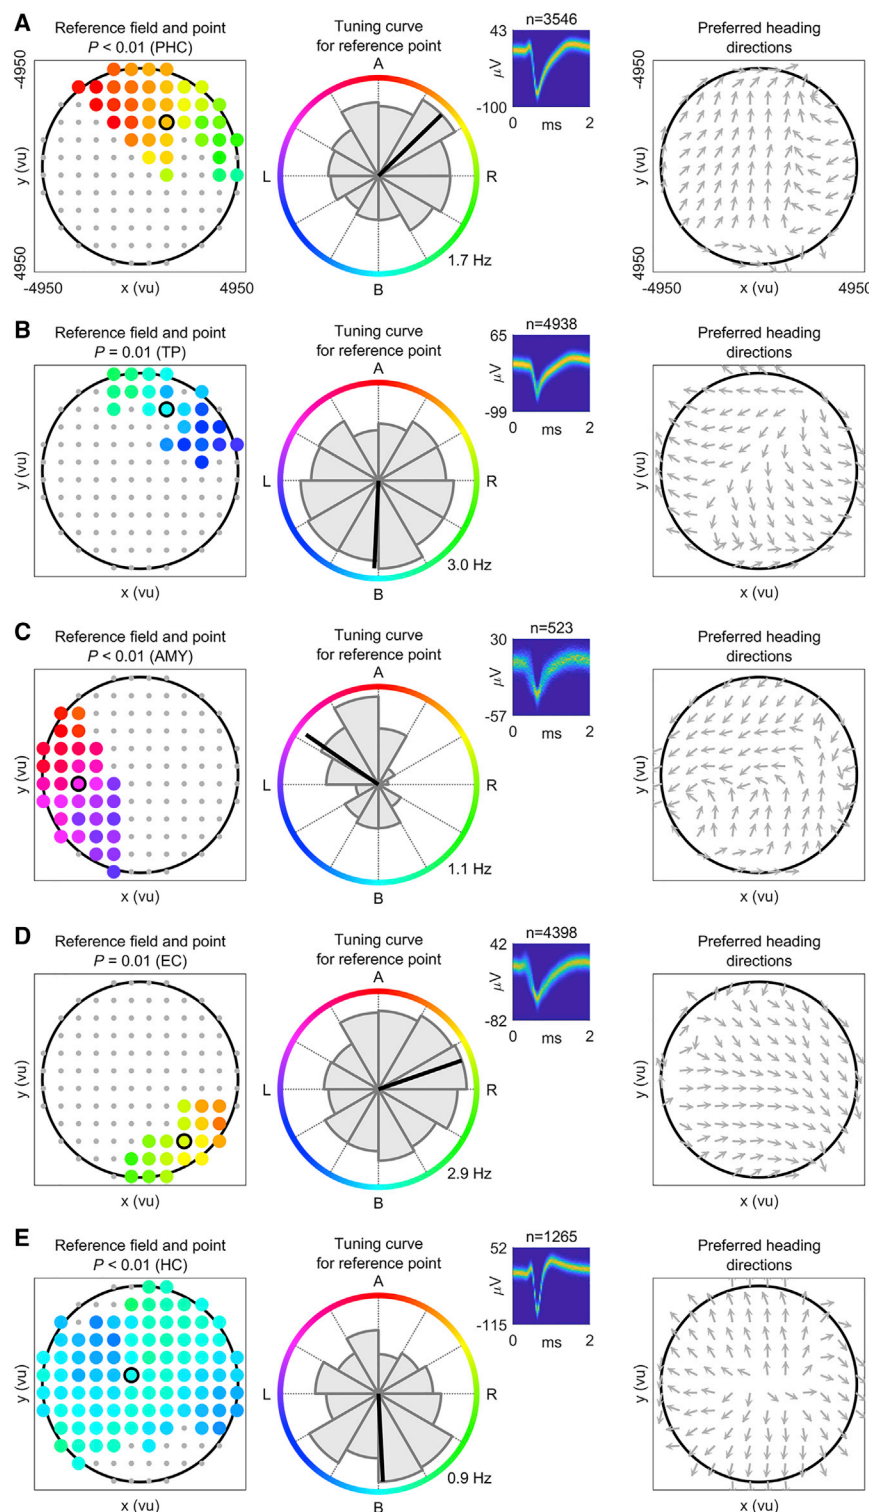 A
Reference field and point
P < 0.01 (PHC)
-4950
4950
y (vu)
-4950
4950
x (vu)
Tuning curve
for reference point
A
L
R
B
1.7 Hz
n=3546
43
μV
-100
0
ms
2
Preferred heading
directions
-4950
4950
y (vu)
-4950
4950
x (vu)
B
Reference field and point
P = 0.01 (TP)
y (vu)
x (vu)
Tuning curve
for reference point
A
L
R
B
3.0 Hz
n=4938
65
μV
-99
0
ms
2
Preferred heading
directions
y (vu)
x (vu)
C
Reference field and point
P < 0.01 (AMY)
y (vu)
x (vu)
Tuning curve
for reference point
A
L
R
B
1.1 Hz
n=523
30
μV
-57
0
ms
2
Preferred heading
directions
y (vu)
x (vu)
D
Reference field and point
P = 0.01 (EC)
y (vu)
x (vu)
Tuning curve
for reference point
A
L
R
B
2.9 Hz
n=4398
42
μV
-82
0
ms
2
Preferred heading
directions
y (vu)
x (vu)
E
Reference field and point
P < 0.01 (HC)
y (vu)
x (vu)
Tuning curve
for reference point
A
L
R
B
0.9 Hz
n=1265
52
μV
-115
0
ms
2
Preferred heading
directions
y (vu)
x (vu)